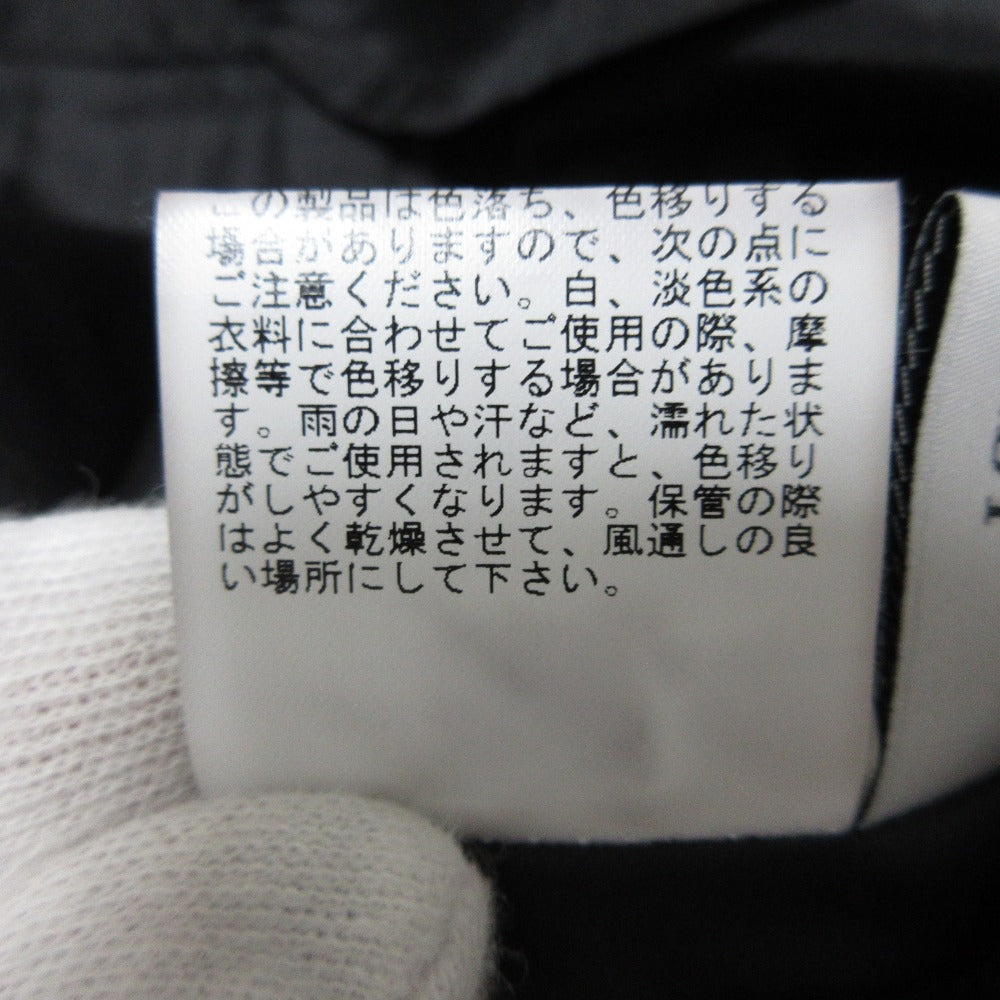 この製品は色落ち、色移りする
場合がありますので、次の点に
ご注意ください。白、淡色系の
衣料に合わせてご使用の際、摩
擦等で色移りする場合がありま
す。雨の日や汗など、濡れた状
態でご使用されますと、色移り
がしやすくなります。保管の際
はよく乾燥させて、風通しの良
い場所にして下さい。